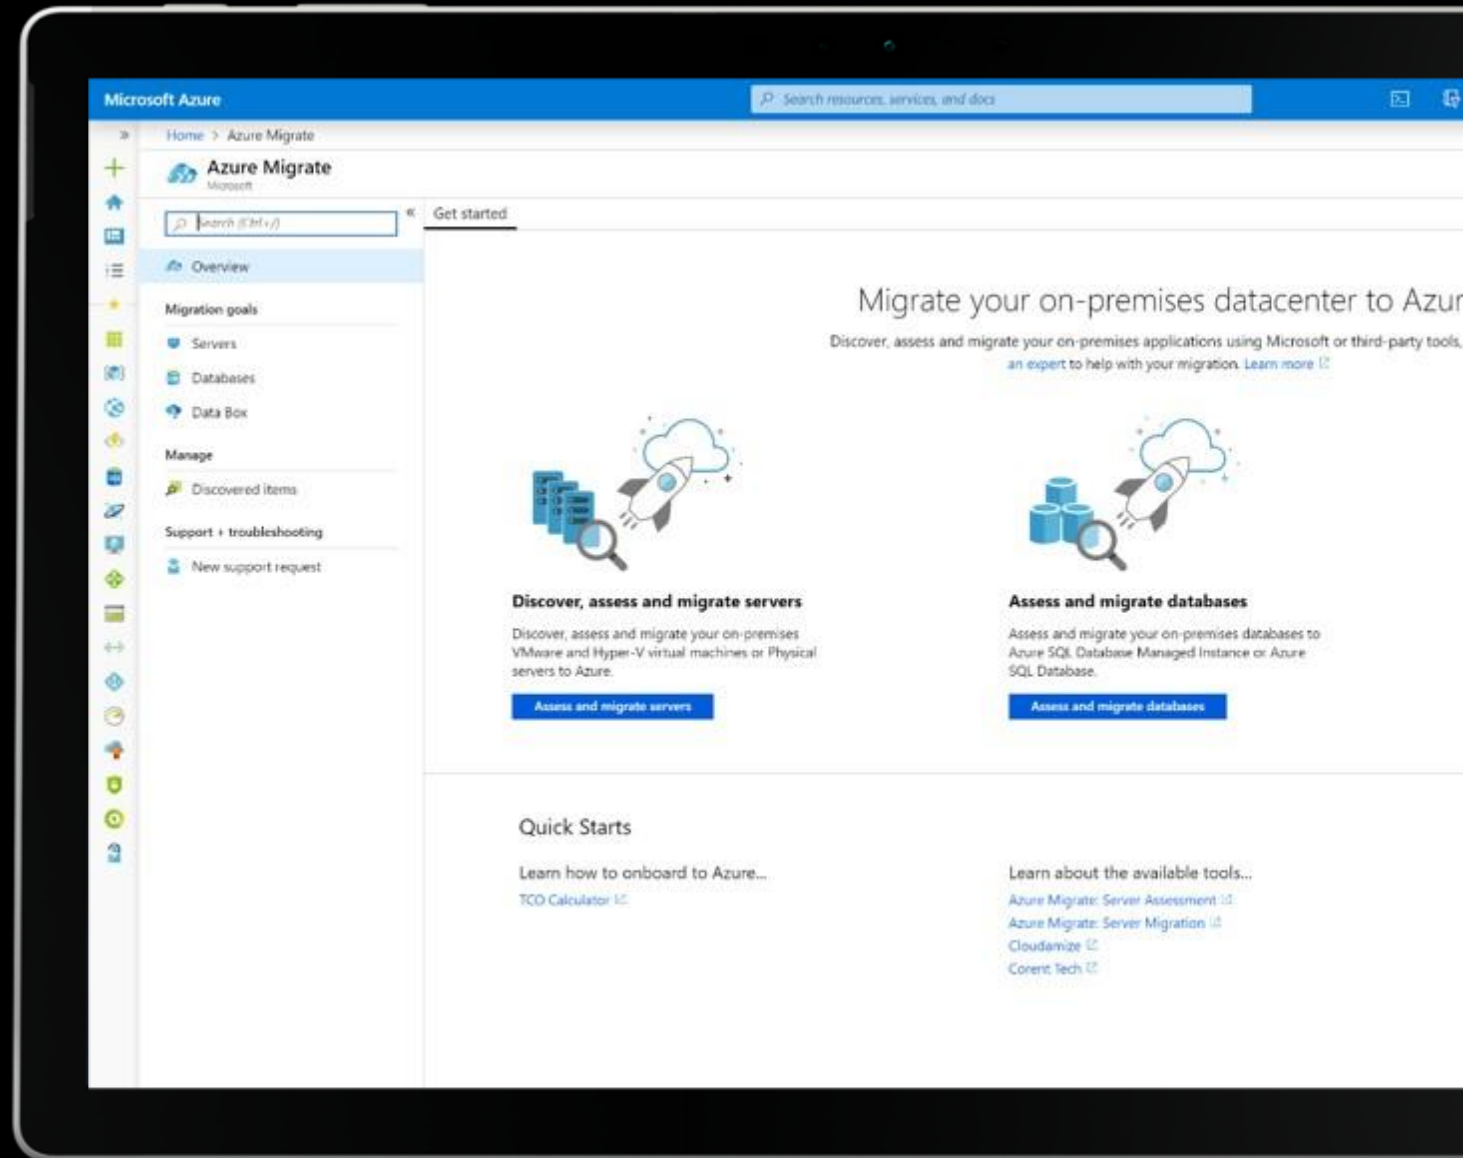 Microsoft Azure
Search resources, services, and docs
Home > Azure Migrate
Azure Migrate
Microsoft
Search (Ctrl+/)
«
Get started
Overview
Migration goals
Servers
Databases
Data Box
Manage
Discovered items
Support + troubleshooting
New support request
Migrate your on-premises datacenter to Azur
Discover, assess and migrate your on-premises applications using Microsoft or third-party tools,
an expert to help with your migration. Learn more
Discover, assess and migrate servers
Discover, assess and migrate your on-premises
VMware and Hyper-V virtual machines or Physical
servers to Azure.
Assess and migrate servers
Assess and migrate databases
Assess and migrate your on-premises databases to
Azure SQL Database Managed Instance or Azure
SQL Database.
Assess and migrate databases
Quick Starts
Learn how to onboard to Azure...
TCO Calculator
Learn about the available tools...
Azure Migrate: Server Assessment
Azure Migrate: Server Migration
Cloudamize
Corent Tech